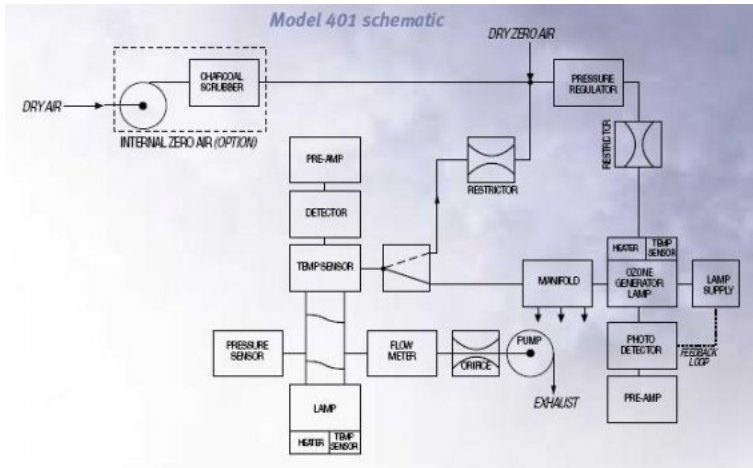 Model 401 schematic
DRY ZERO AIR
CHARCOAL
SCRUBBER
PRESSURE
REGULATOR
DRY AIR
INTERNAL ZERO AIR (OPTION)
RESTRICTOR
PRE-AMP
RESTRICTOR
DETECTOR
HEATER
TEMP
SENSOR
TEMP SENSOR
MANIFOLD
OZONE
GENERATOR
LAMP
LAMP
SUPPLY
PRESSURE
SENSOR
FLOW
METER
ORIFICE
PUMP
PHOTO
DETECTOR
FEEDBACK
LOOP
LAMP
EXHAUST
PRE-AMP
HEATER
TEMP
SENSOR